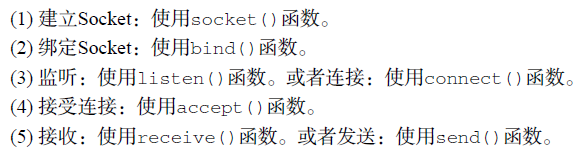 (1) 建立Socket：使用socket()函数。
(2) 绑定Socket：使用bind()函数。
(3) 监听：使用listen()函数。或者连接：使用connect()函数。
(4) 接受连接：使用accept()函数。
(5) 接收：使用receive()函数。或者发送：使用send()函数。